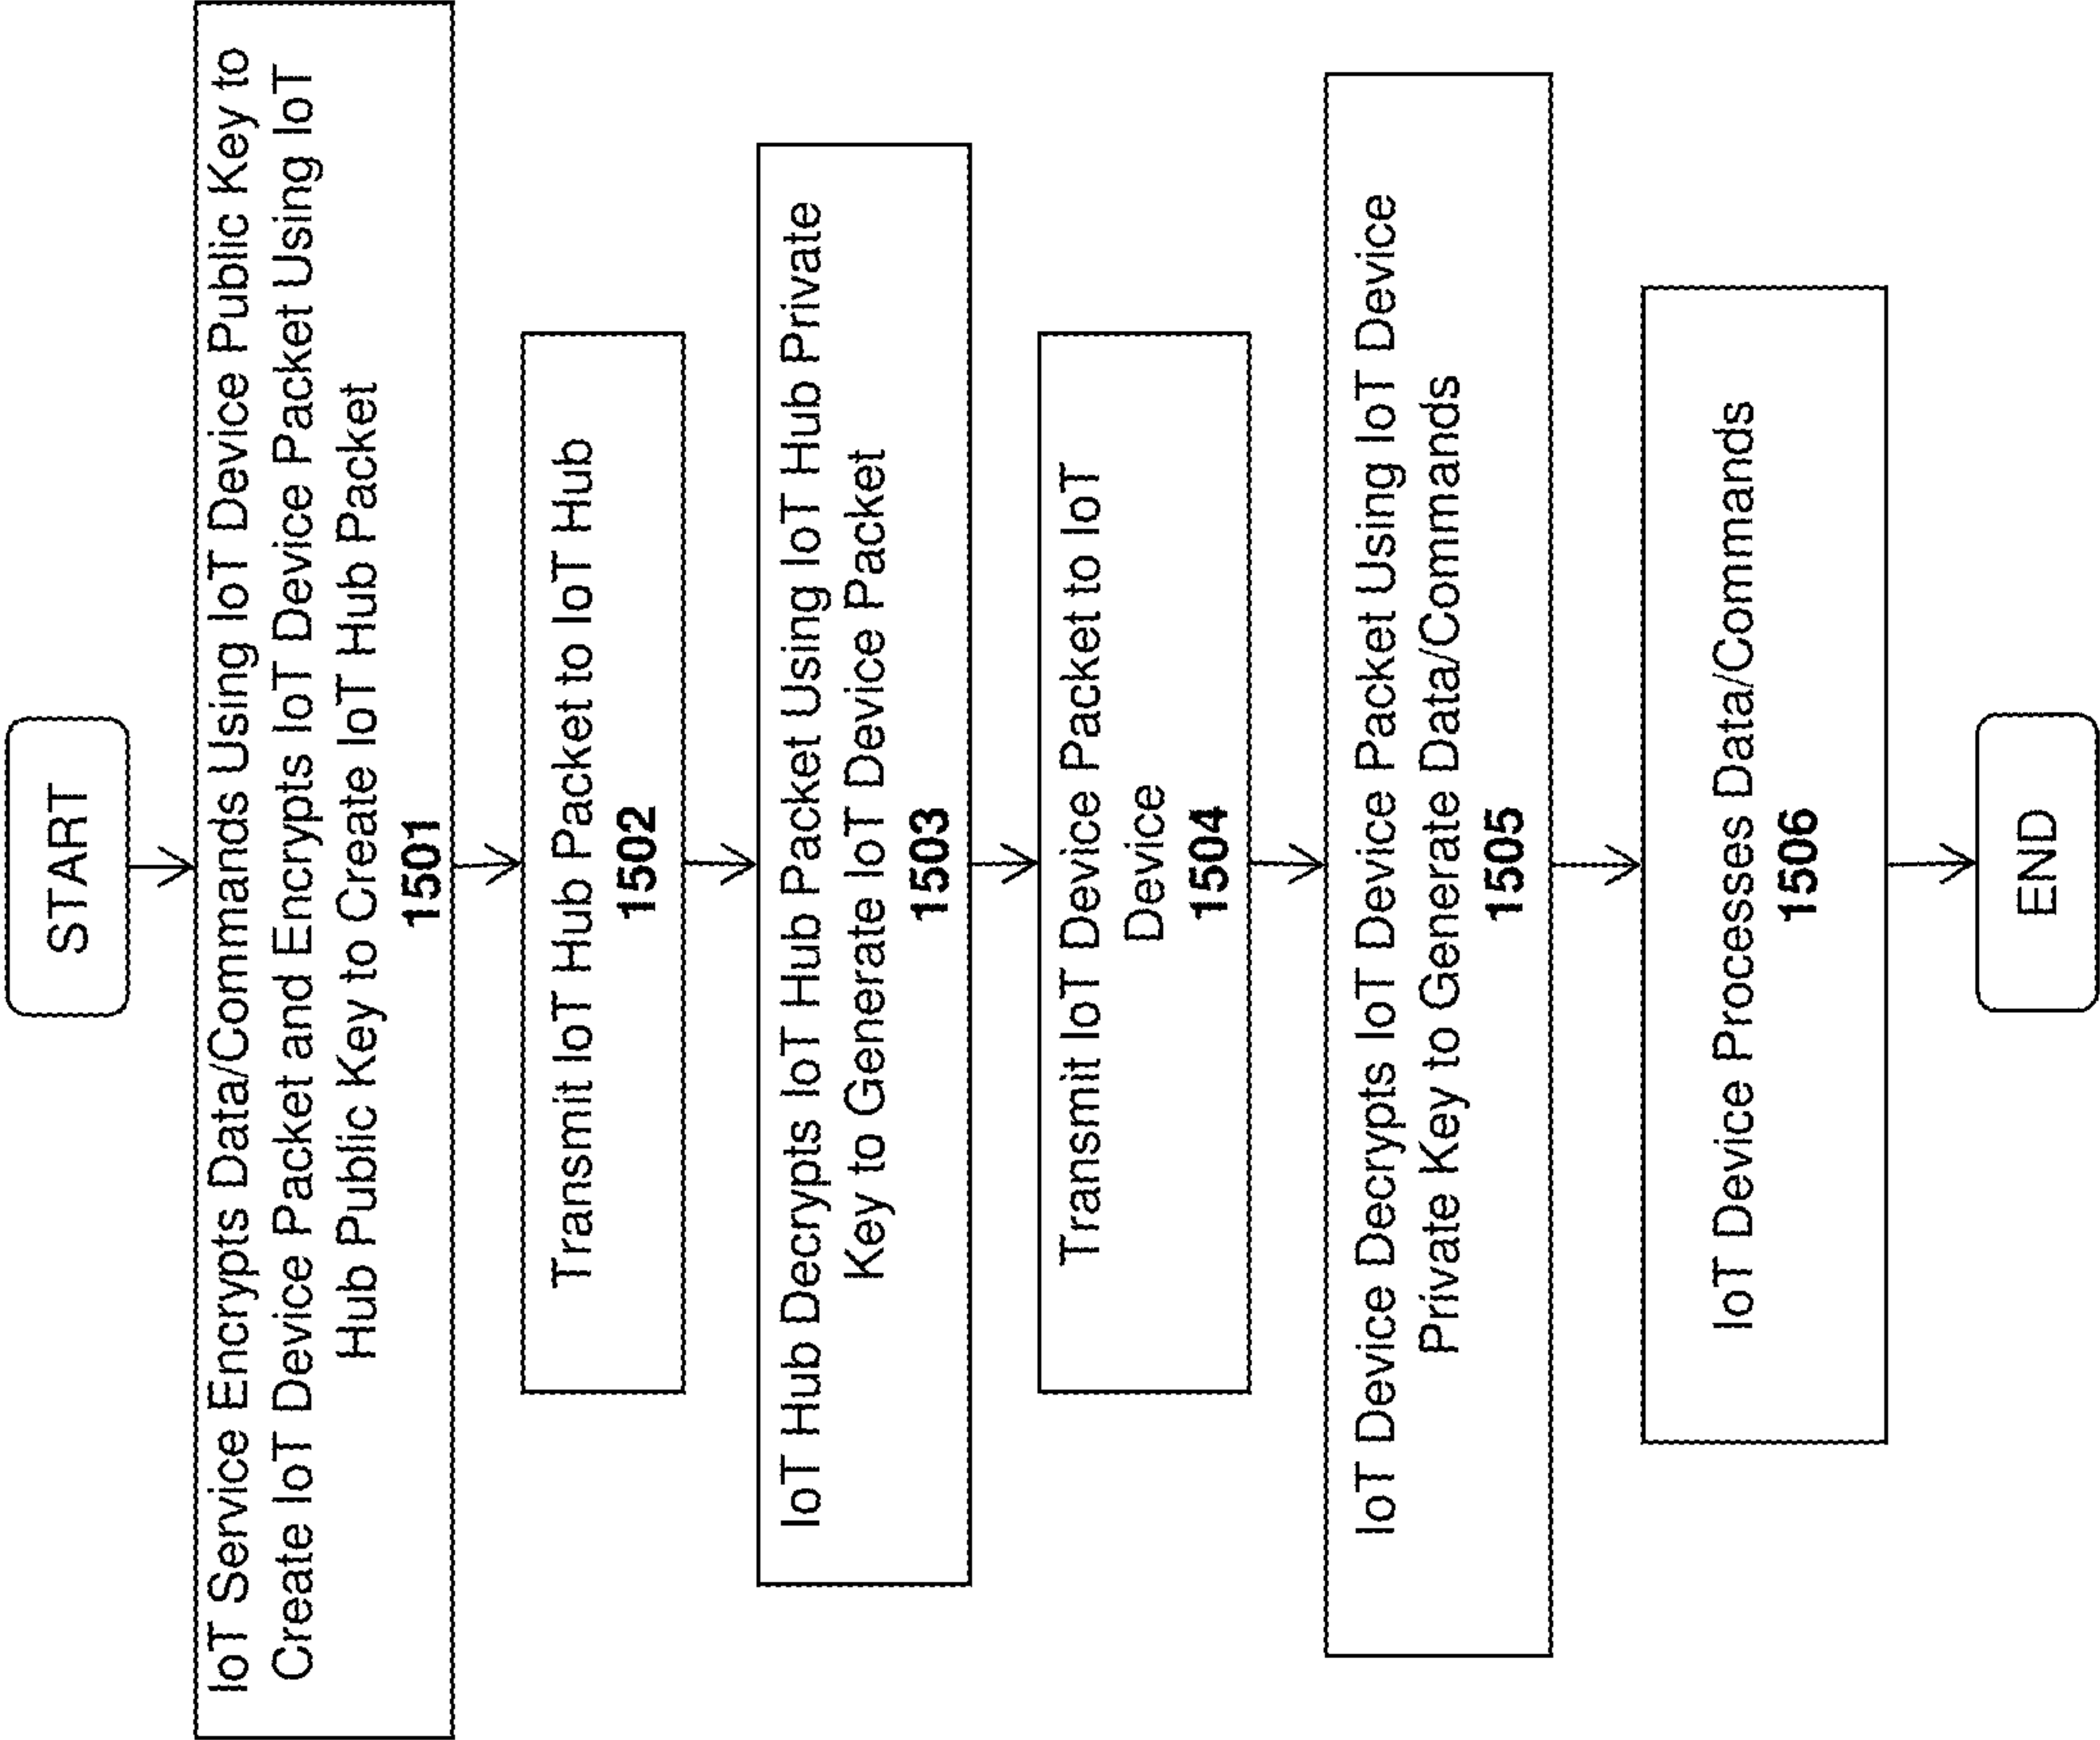 START
IoT Service Encrypts Data/Commands Using IoT Device Public Key to
Create IoT Device Packet and Encrypts IoT Device Packet Using IoT
Hub Public Key to Create IoT Hub Packet
1501
Transmit IoT Hub Packet to IoT Hub
1502
IoT Hub Decrypts IoT Hub Packet Using IoT Hub Private
Key to Generate IoT Device Packet
1503
Transmit IoT Device Packet to IoT
Device
1504
IoT Device Decrypts IoT Device Packet Using IoT Device
Private Key to Generate Data/Commands
1505
IoT Device Processes Data/Commands
1506
END